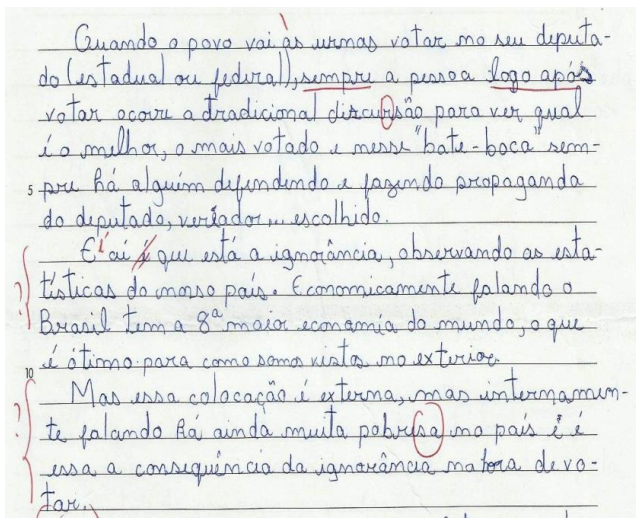 Quando o povo vai às urnas votar no seu deputa-
do (estadual ou federal), sempre a pessoa logo após
votar ocorre a tradicional discursão para ver qual
é o melhor, o mais votado e nesse "bate-boca" sem-
5 pre há alguém defendendo e fazendo propaganda
do deputado, veriador... escolhido.
E aí é que está a ignorância, observando as esta-
tísticas do nosso país. Economicamente falando o
Brasil tem a 8ª maior economia do mundo, o que
10 é ótimo para como somos vistos no exterior.
Mas essa colocação é externa, mas internamen-
te falando há ainda muita pobrisa no país e é
essa a consequência da ignorância na hora de vo-
tar.
?
?